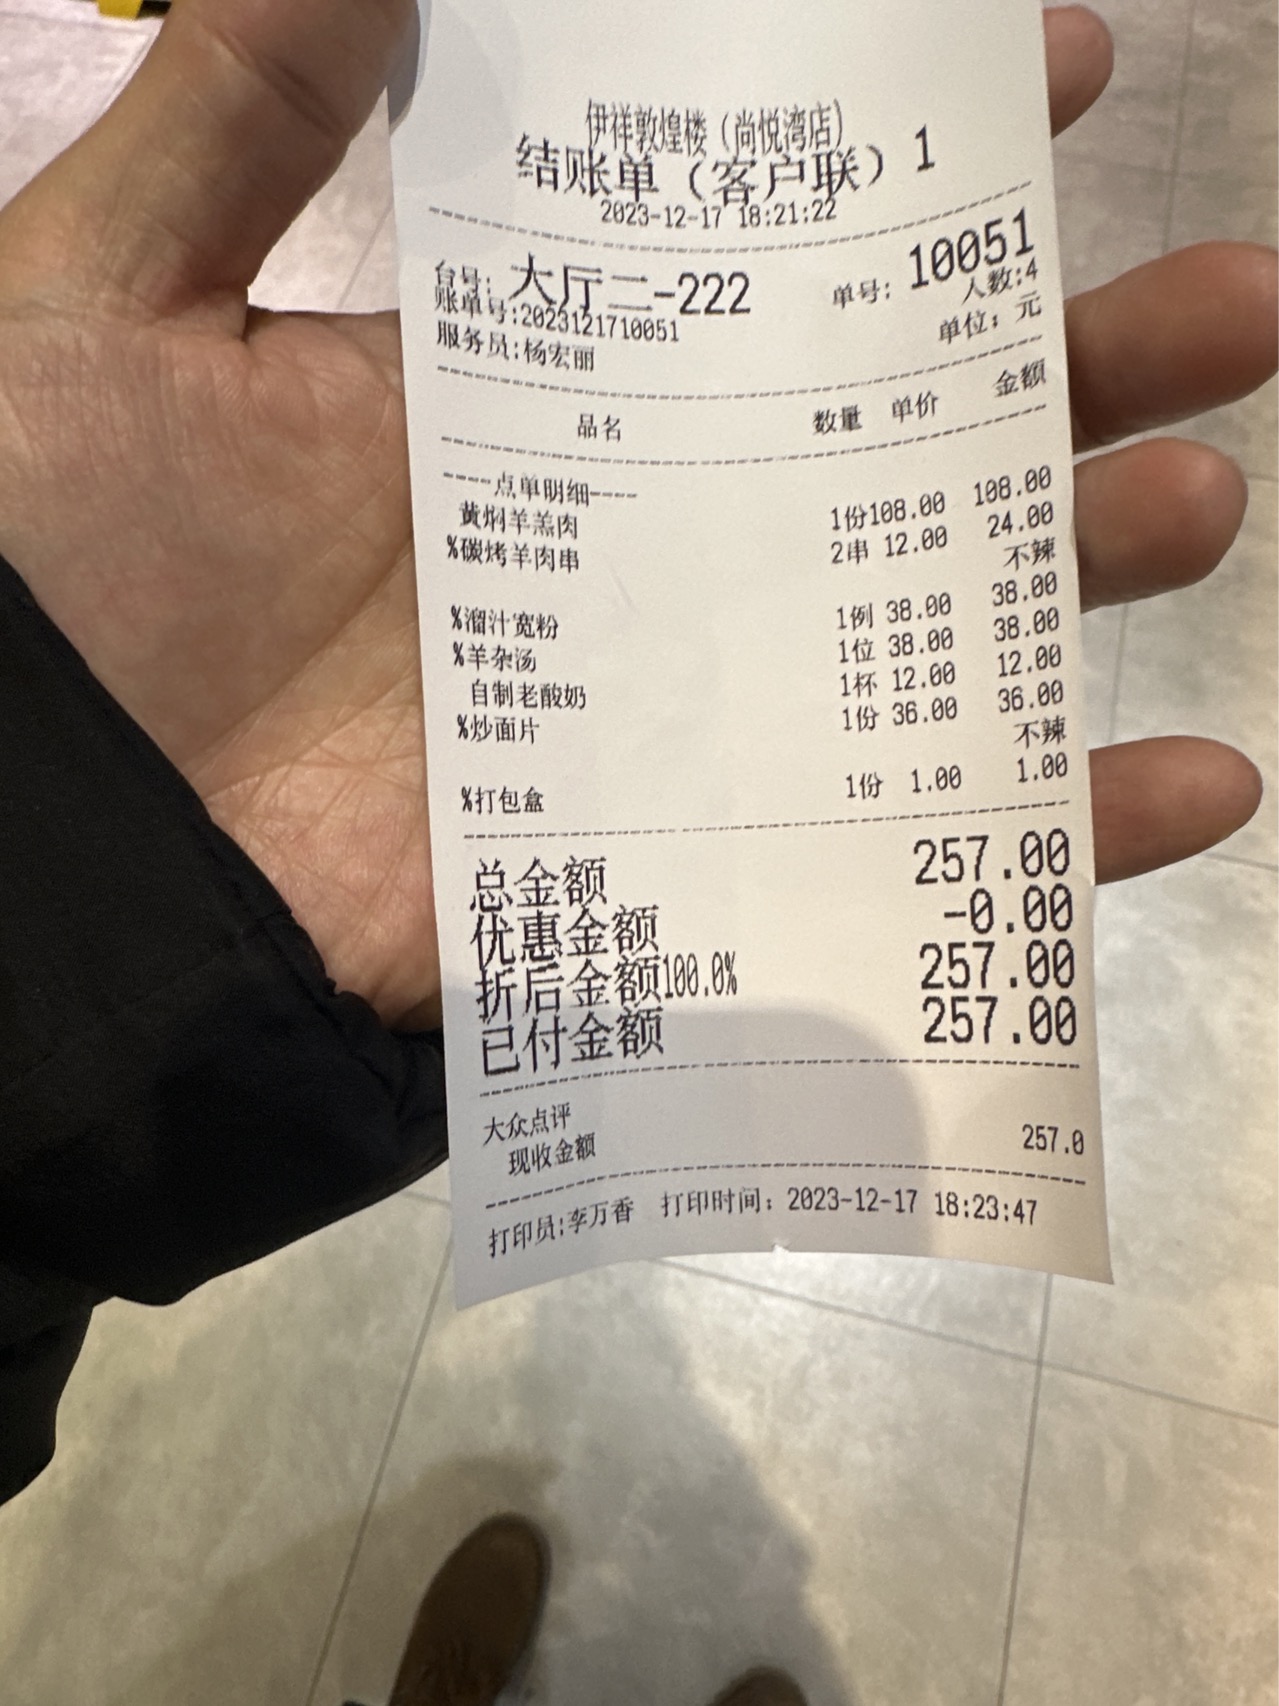 伊祥敦煌楼（尚悦湾店）
结账单（客户联）1
2023-12-17 18:21:22
台号: 大厅二-222 单号: 10051
账单号:2023121710051 人数:4
服务员:杨宏丽 单位: 元
品名 数量 单价 金额
----点单明细----
黄焖羊羔肉 1份108.00 108.00
%碳烤羊肉串 2串 12.00 24.00
不辣
%溜汁宽粉 1例 38.00 38.00
%羊杂汤 1位 38.00 38.00
自制老酸奶 1杯 12.00 12.00
%炒面片 1份 36.00 36.00
不辣
%打包盒 1份 1.00 1.00
总金额 257.00
优惠金额 -0.00
折后金额100.0% 257.00
已付金额 257.00
大众点评
现收金额 257.0
打印员:李万香 打印时间: 2023-12-17 18:23:47